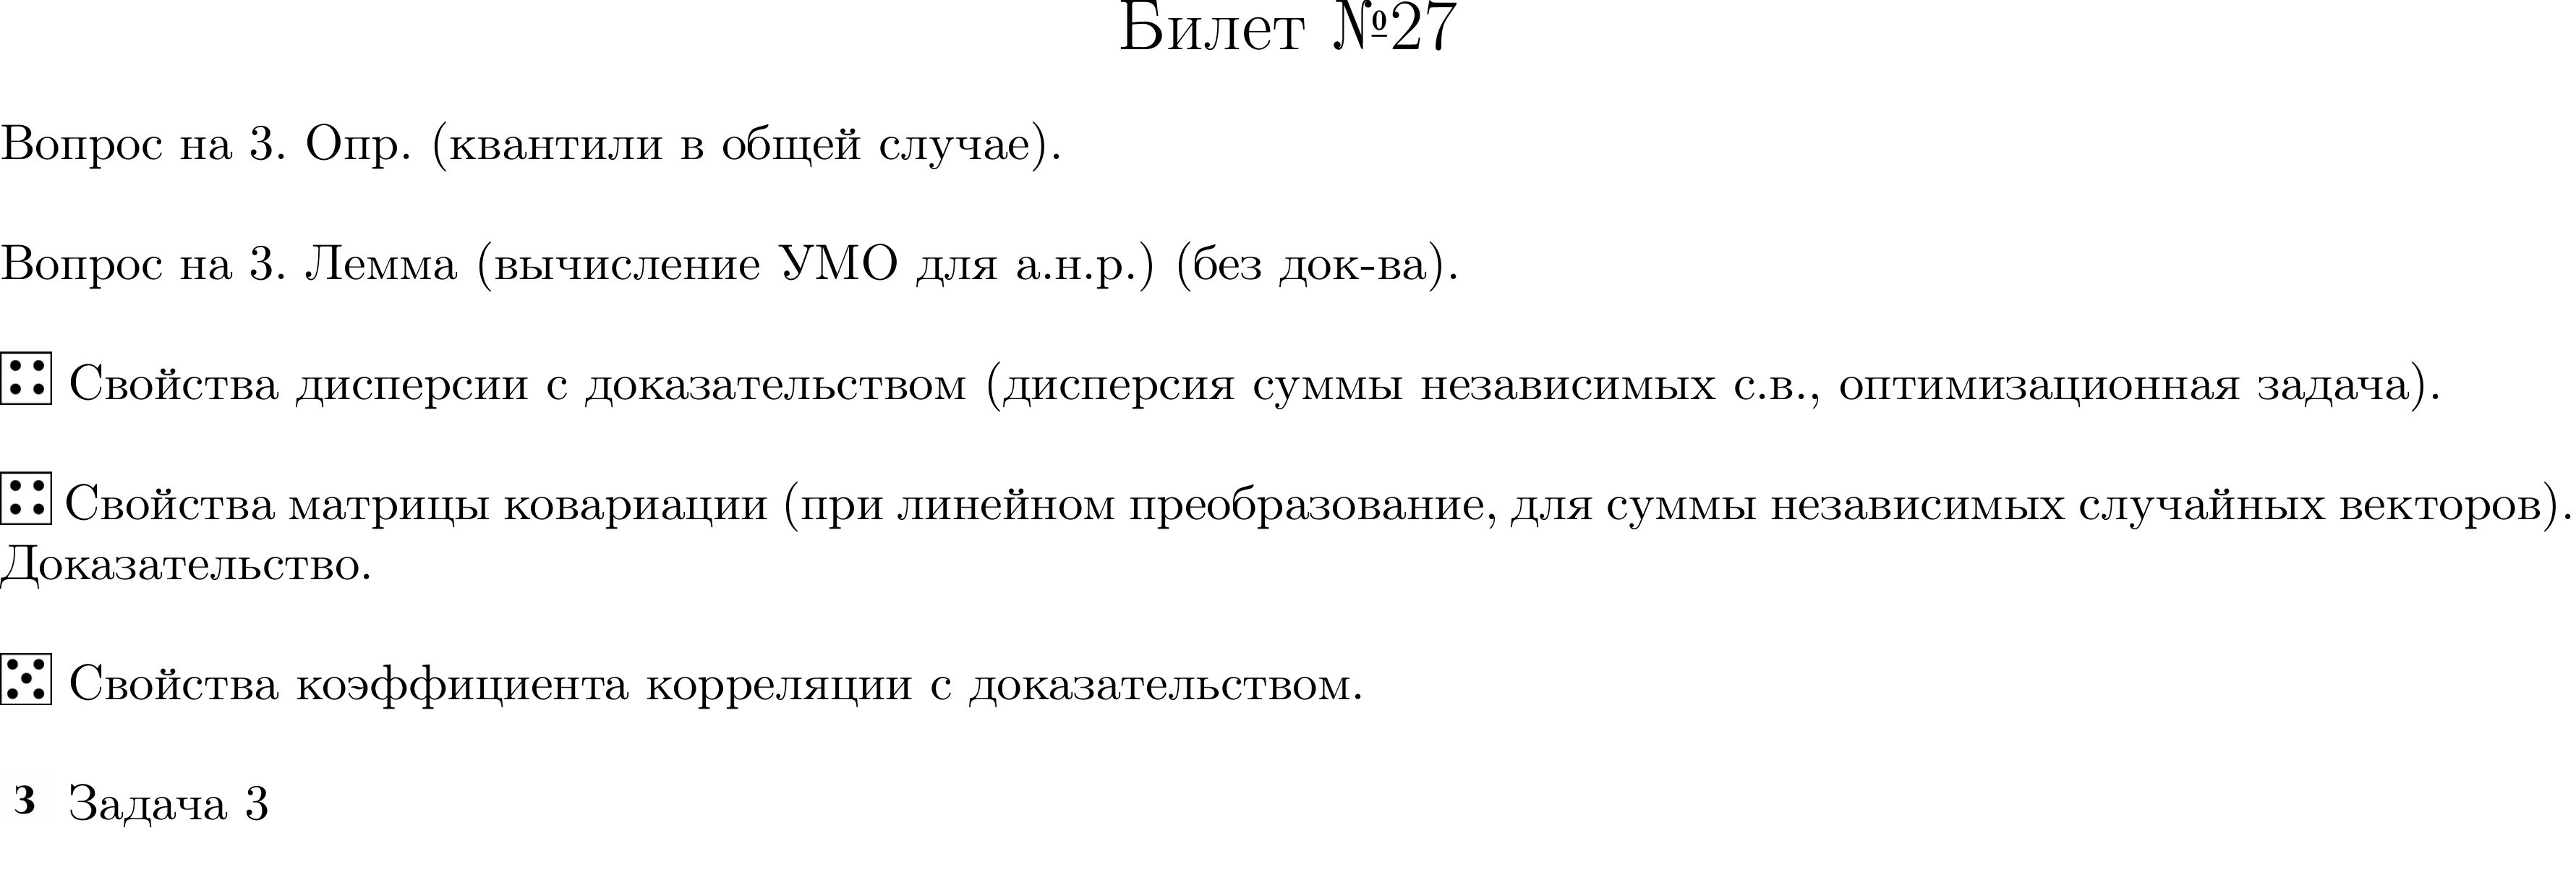 Билет №27
Вопрос на 3. Опр. (квантили в общей случае).
Вопрос на 3. Лемма (вычисление УМО для а.н.р.) (без док-ва).
Свойства дисперсии с доказательством (дисперсия суммы независимых с.в., оптимизационная задача).
Свойства матрицы ковариации (при линейном преобразование, для суммы независимых случайных векторов).
Доказательство.
Свойства коэффициента корреляции с доказательством.
3 Задача 3